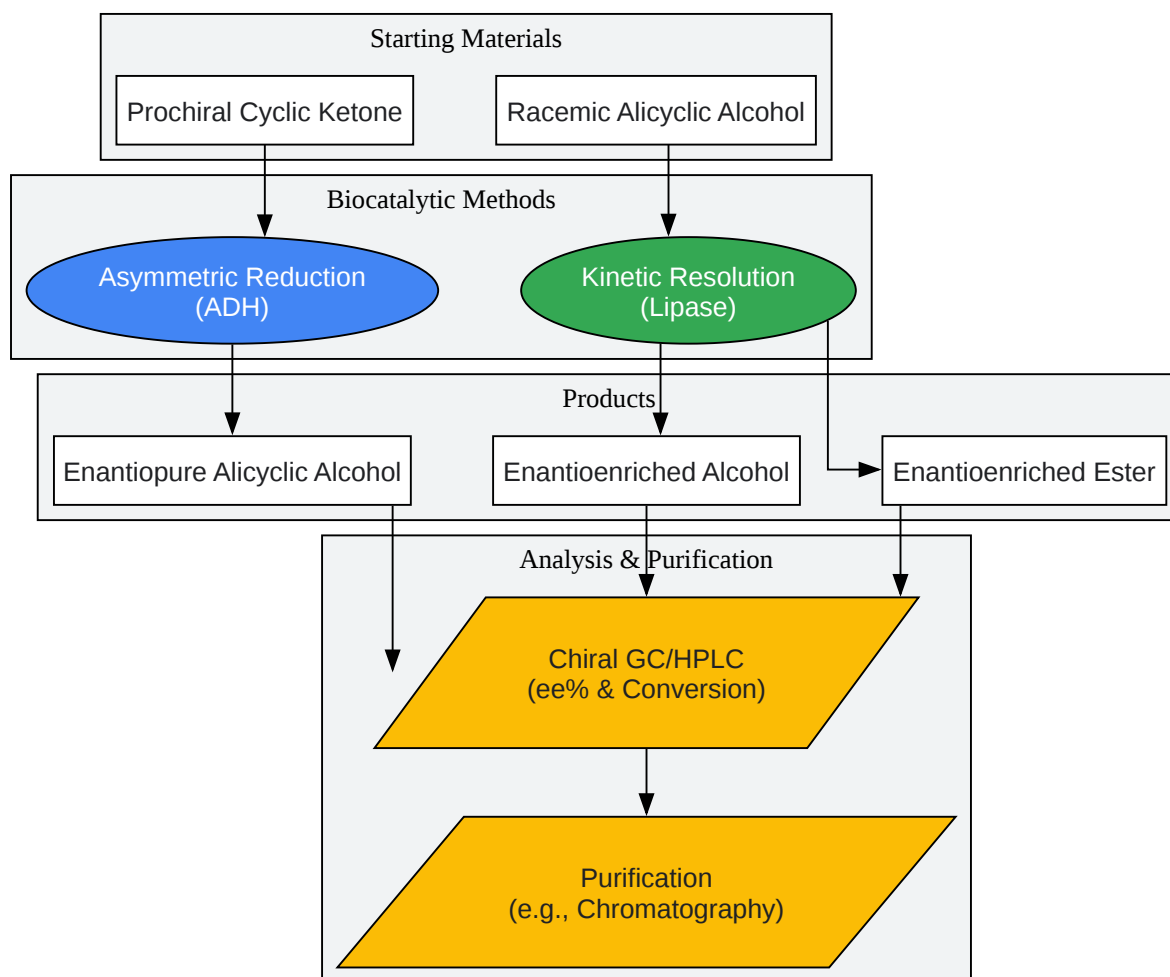 Starting Materials
Prochiral Cyclic Ketone
Racemic Alicyclic Alcohol
Biocatalytic Methods
Asymmetric Reduction
(ADH)
Kinetic Resolution
(Lipase)
Products
Enantiopure Alicyclic Alcohol
Enantioenriched Alcohol
Enantioenriched Ester
Analysis & Purification
Chiral GC/HPLC
(ee% & Conversion)
Purification
(e.g., Chromatography)